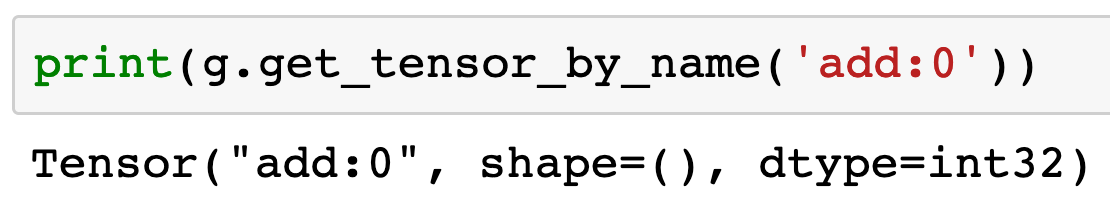 print(g.get_tensor_by_name('add:0'))
Tensor("add:0", shape=(), dtype=int32)